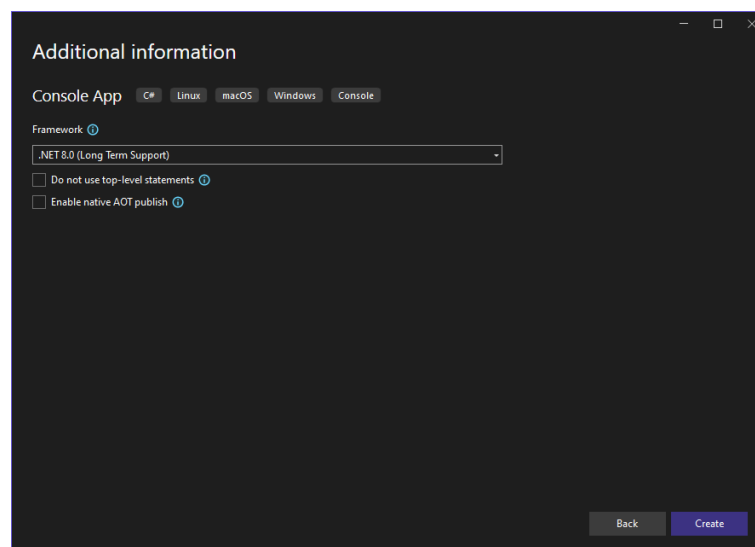 Additional information
Console App C# Linux macOS Windows Console
Framework
.NET 8.0 (Long Term Support)
Do not use top-level statements
Enable native AOT publish
Back Create